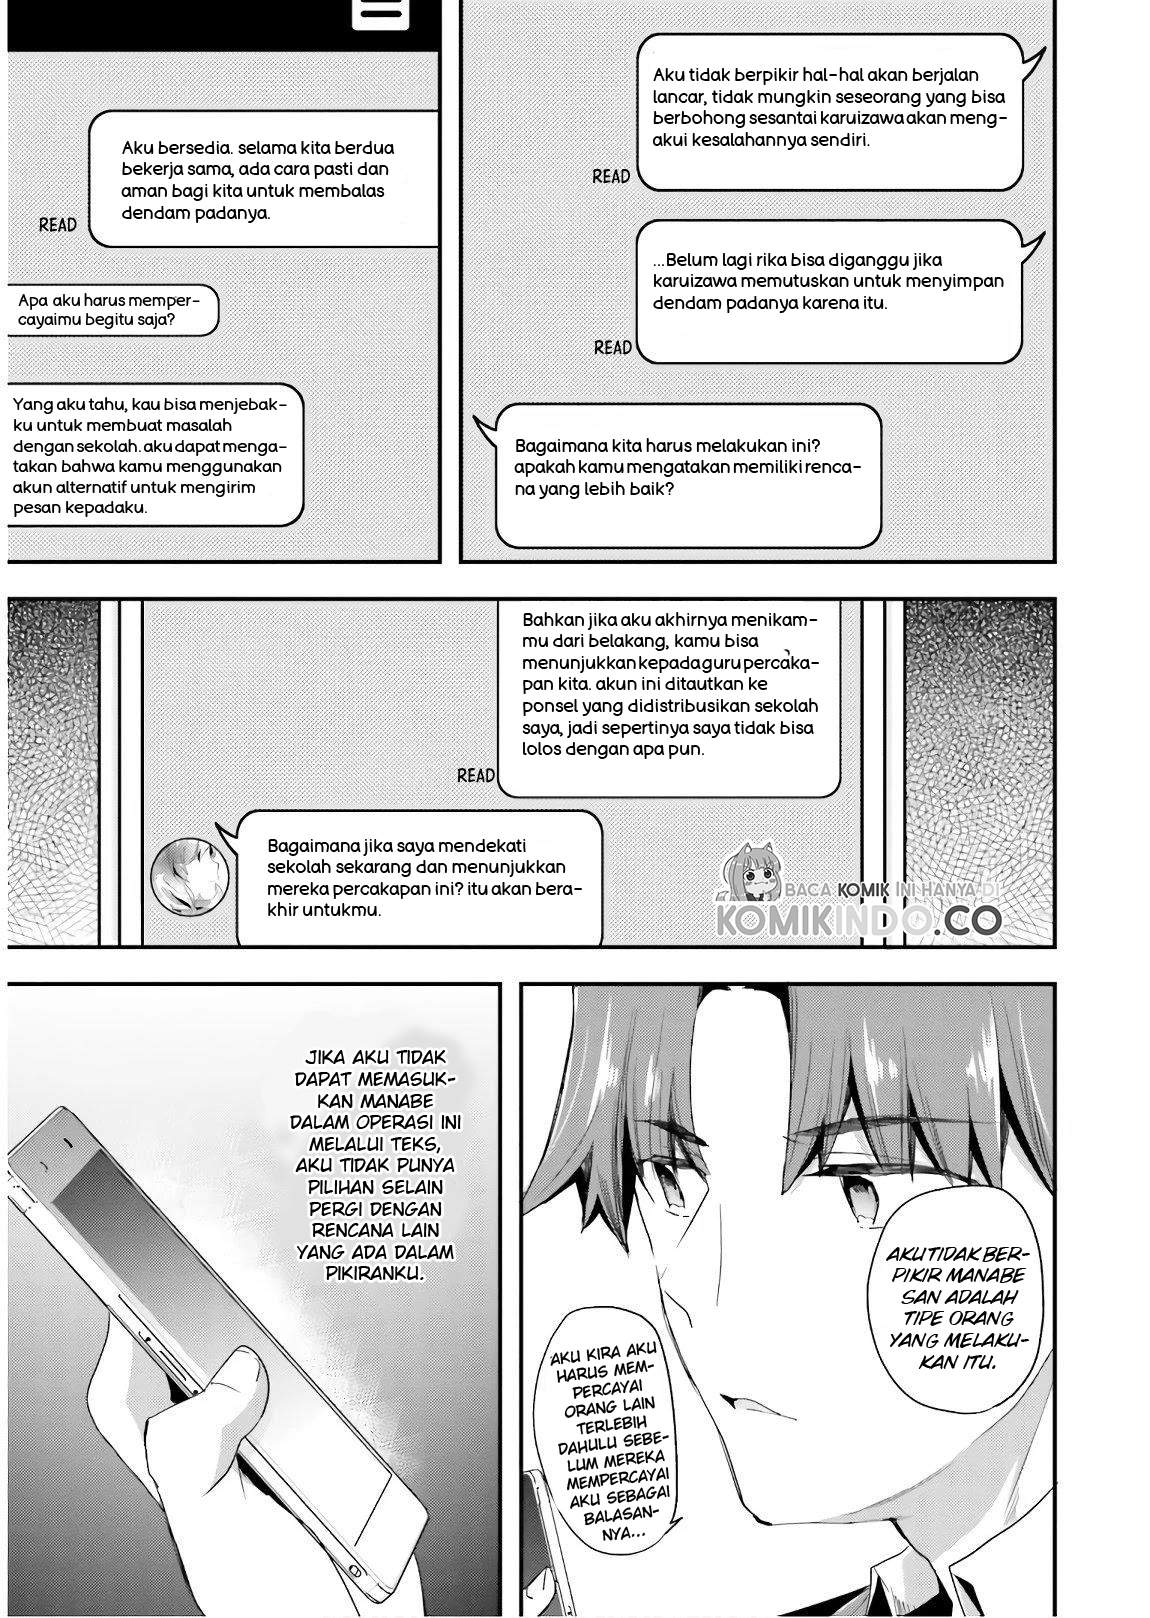 Aku tidak berpikir hal-hal akan berjalan
lancar, tidak mungkin seseorang yang bisa
berbohong sesantai karuizawa akan meng-
akui kesalahannya sendiri.
READ
...Belum lagi rika bisa diganggu jika
karuizawa memutuskan untuk menyimpan
dendam padanya karena itu.
READ
Bagaimana kita harus melakukan ini?
apakah kamu mengatakan memiliki renca-
na yang lebih baik?
Aku bersedia. selama kita berdua
bekerja sama, ada cara pasti dan
aman bagi kita untuk membalas
dendam padanya.
READ
Apa aku harus memper-
cayaimu begitu saja?
Yang aku tahu, kau bisa menjebak-
ku untuk membuat masalah
dengan sekolah. aku dapat menga-
takan bahwa kamu menggunakan
akun alternatif untuk mengirim
pesan kepadaku.
Bahkan jika aku akhirnya menikam-
mu dari belakang, kamu bisa
menunjukkan kepada guru percaka-
pan kita. akun ini ditautkan ke
ponsel yang didistribusikan sekolah
saya, jadi sepertinya saya tidak bisa
lolos dengan apa pun.
READ
Bagaimana jika saya mendekati
sekolah sekarang dan menunjukkan
mereka percakapan ini? itu akan bera-
khir untukmu.
BACA KOMIK INI HANYA DI
KOMIKINDO.CO
AKU TIDAK BER-
PIKIR MANABE
SAN ADALAH
TIPE ORANG
YANG MELAKU-
KAN ITU.
AKU KIRA AKU
HARUS MEM-
PERCAYAI
ORANG LAIN
TERLEBIH
DAHULU SEBE-
LUM MEREKA
MEMPERCAYAI
AKU SEBAGAI
BALASAN-
NYA...
JIKA AKU TIDAK
DAPAT MEMASUK-
KAN MANABE
DALAM OPERASI INI
MELALUI TEKS,
AKU TIDAK PUNYA
PILIHAN SELAIN
PERGI DENGAN
RENCANA LAIN
YANG ADA DALAM
PIKIRANKU.